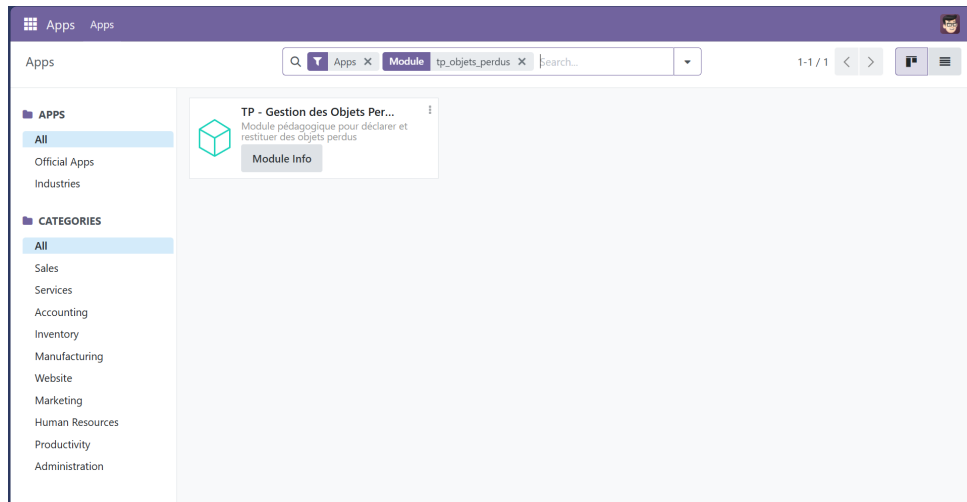 Apps Apps
Apps
Apps Module tp_objets_perdus Search...
1-1 / 1
APPS
All
Official Apps
Industries
CATEGORIES
All
Sales
Services
Accounting
Inventory
Manufacturing
Website
Marketing
Human Resources
Productivity
Administration
TP - Gestion des Objets Per...
Module pédagogique pour déclarer et
restituer des objets perdus
Module Info